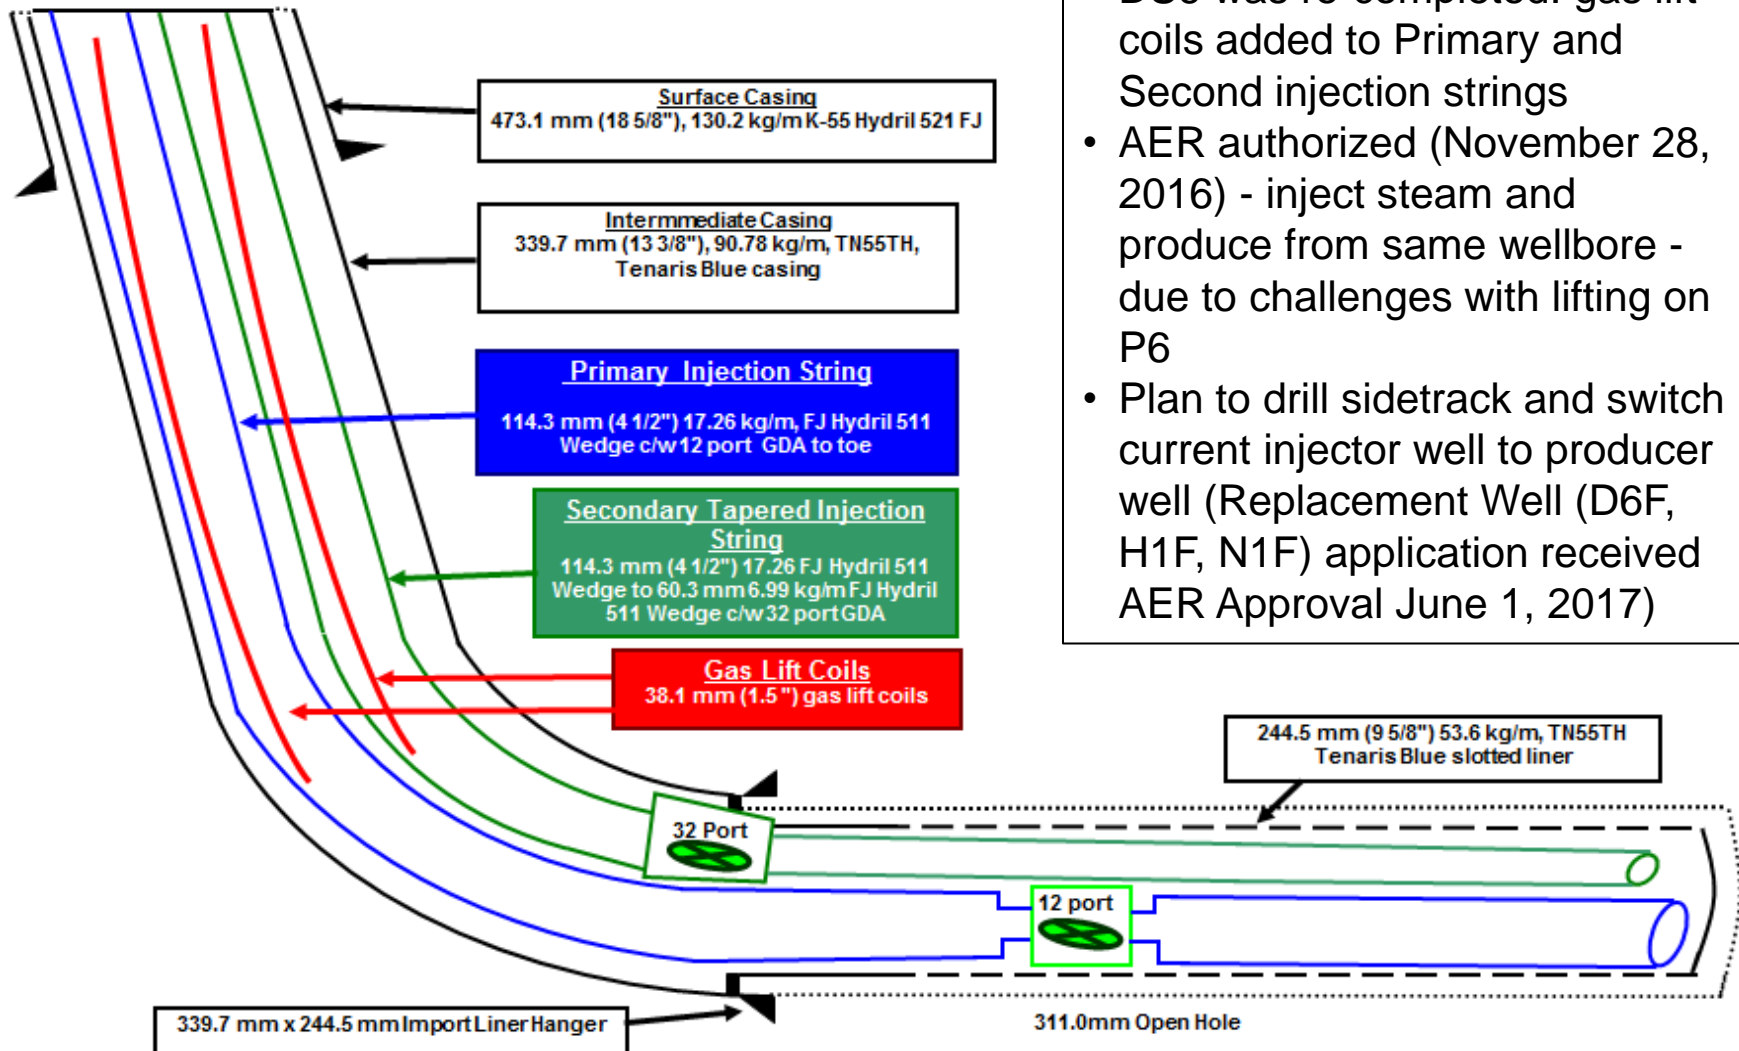 coils added to Primary and
Second injection strings
• AER authorized (November 28,
2016) - inject steam and
produce from same wellbore -
due to challenges with lifting on
P6
• Plan to drill sidetrack and switch
current injector well to producer
well (Replacement Well (D6F,
H1F, N1F) application received
AER Approval June 1, 2017)
Surface Casing
473.1 mm (18 5/8"), 130.2 kg/m K-55 Hydril 521 FJ
Intermmediate Casing
339.7 mm (13 3/8"), 90.78 kg/m, TN55TH,
Tenaris Blue casing
Primary Injection String
114.3 mm (4 1/2") 17.26 kg/m, FJ Hydril 511
Wedge c/w 12 port GDA to toe
Secondary Tapered Injection
String
114.3 mm (4 1/2") 17.26 FJ Hydril 511
Wedge to 60.3 mm 6.99 kg/m FJ Hydril
511 Wedge c/w 32 port GDA
Gas Lift Coils
38.1 mm (1.5") gas lift coils
244.5 mm (9 5/8") 53.6 kg/m, TN55TH
Tenaris Blue slotted liner
32 Port
12 port
339.7 mm x 244.5 mm Import Liner Hanger
311.0mm Open Hole